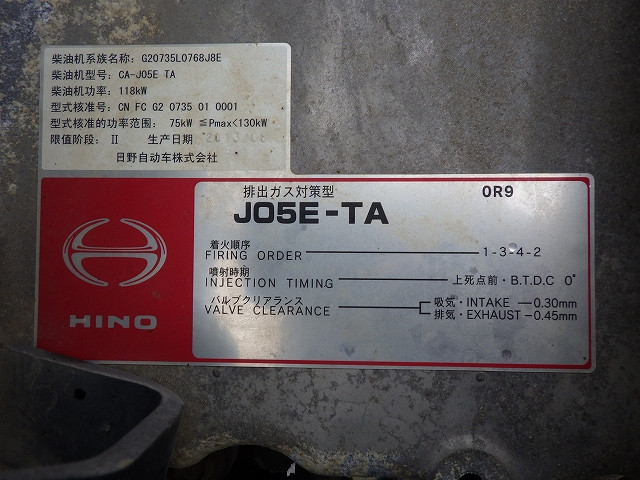 柴油机系族名称: G20735L0768J8E
柴油机型号: CA-J05E TA
柴油机功率: 118kW
型式核准号: CN FC G2 0735 01 0001
型式核准的功率范围: 75kW ≦Pmax<130kW
限值阶段: Ⅱ 生产日期
日野自动车株式会社
排出ガス対策型 0R9
J05E-TA
着火順序
FIRING ORDER 1-3-4-2
噴射時期
INJECTION TIMING 上死点前・B.T.D.C 0°
バルブクリアランス
VALVE CLEARANCE
吸気・INTAKE 0.30mm
排気・EXHAUST 0.45mm
HINO